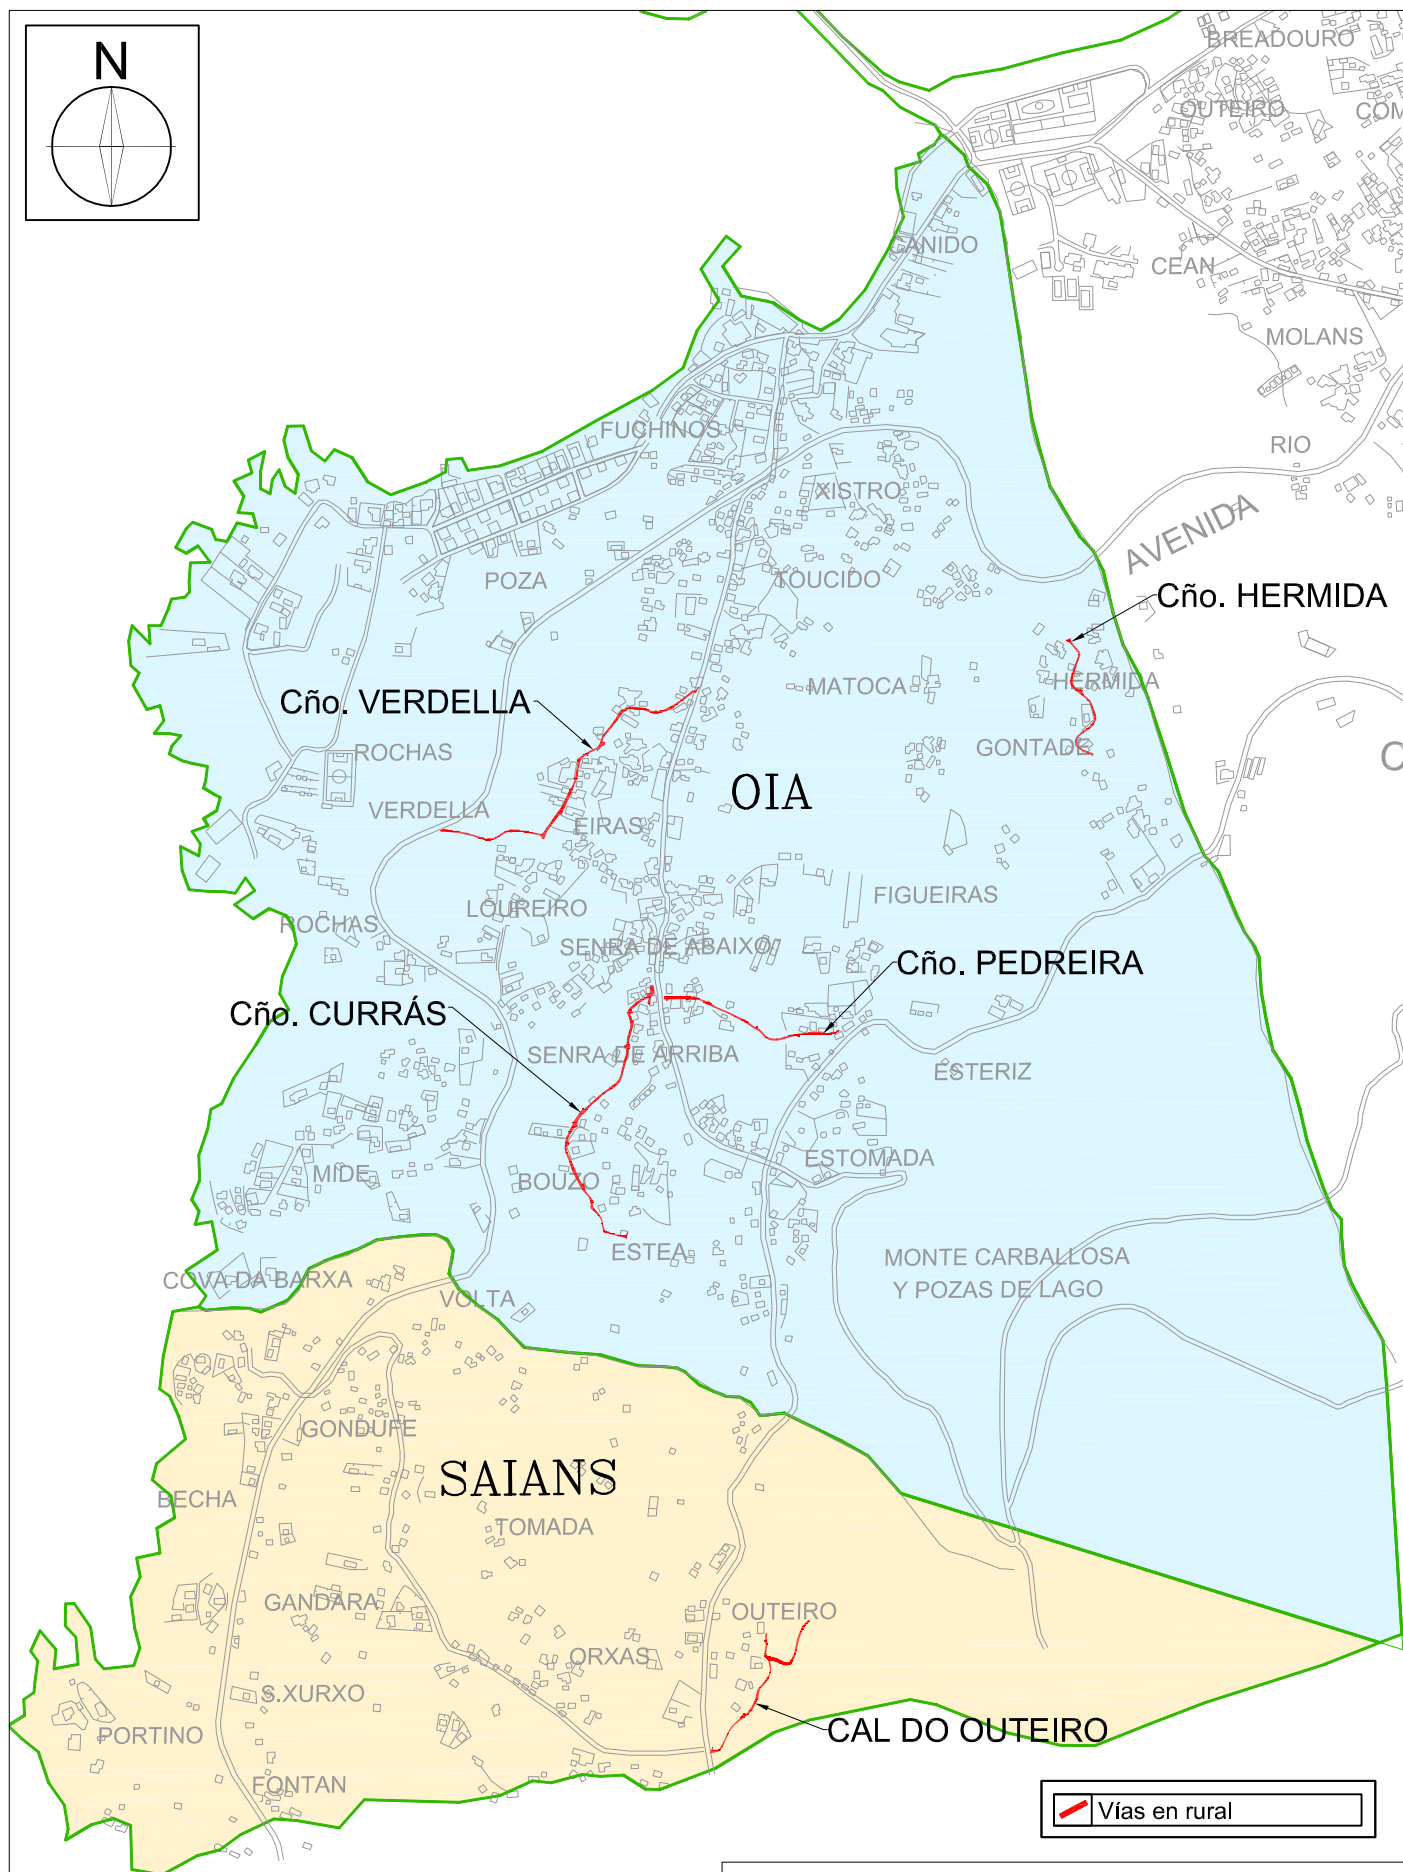 N
BREADOURO
OUTEIRO
COM
CANIDO
CEAN
MOLANS
FUCHINOS
RIO
XISTRO
AVENIDA
POZA
TOUCIDO
Cño. HERMIDA
MATOCA
HERMIDA
Cño. VERDELLA
ROCHAS
GONTADE
C
OIA
VERDELLA
EIRAS
FIGUEIRAS
LOUREIRO
ROCHAS
SENRA DE ABAIXO
Cño. PEDREIRA
Cño. CURRÁS
SENRA DE ARRIBA
ESTERIZ
MIDE
ESTOMADA
BOUZO
ESTEA
MONTE CARBALLOSA
Y POZAS DE LAGO
COVA DA BARXA
VOLTA
GONDUFE
SAIANS
BECHA
TOMADA
GANDARA
OUTEIRO
ORXAS
S.XURXO
PORTINO
CAL DO OUTEIRO
FONTAN
Vías en rural